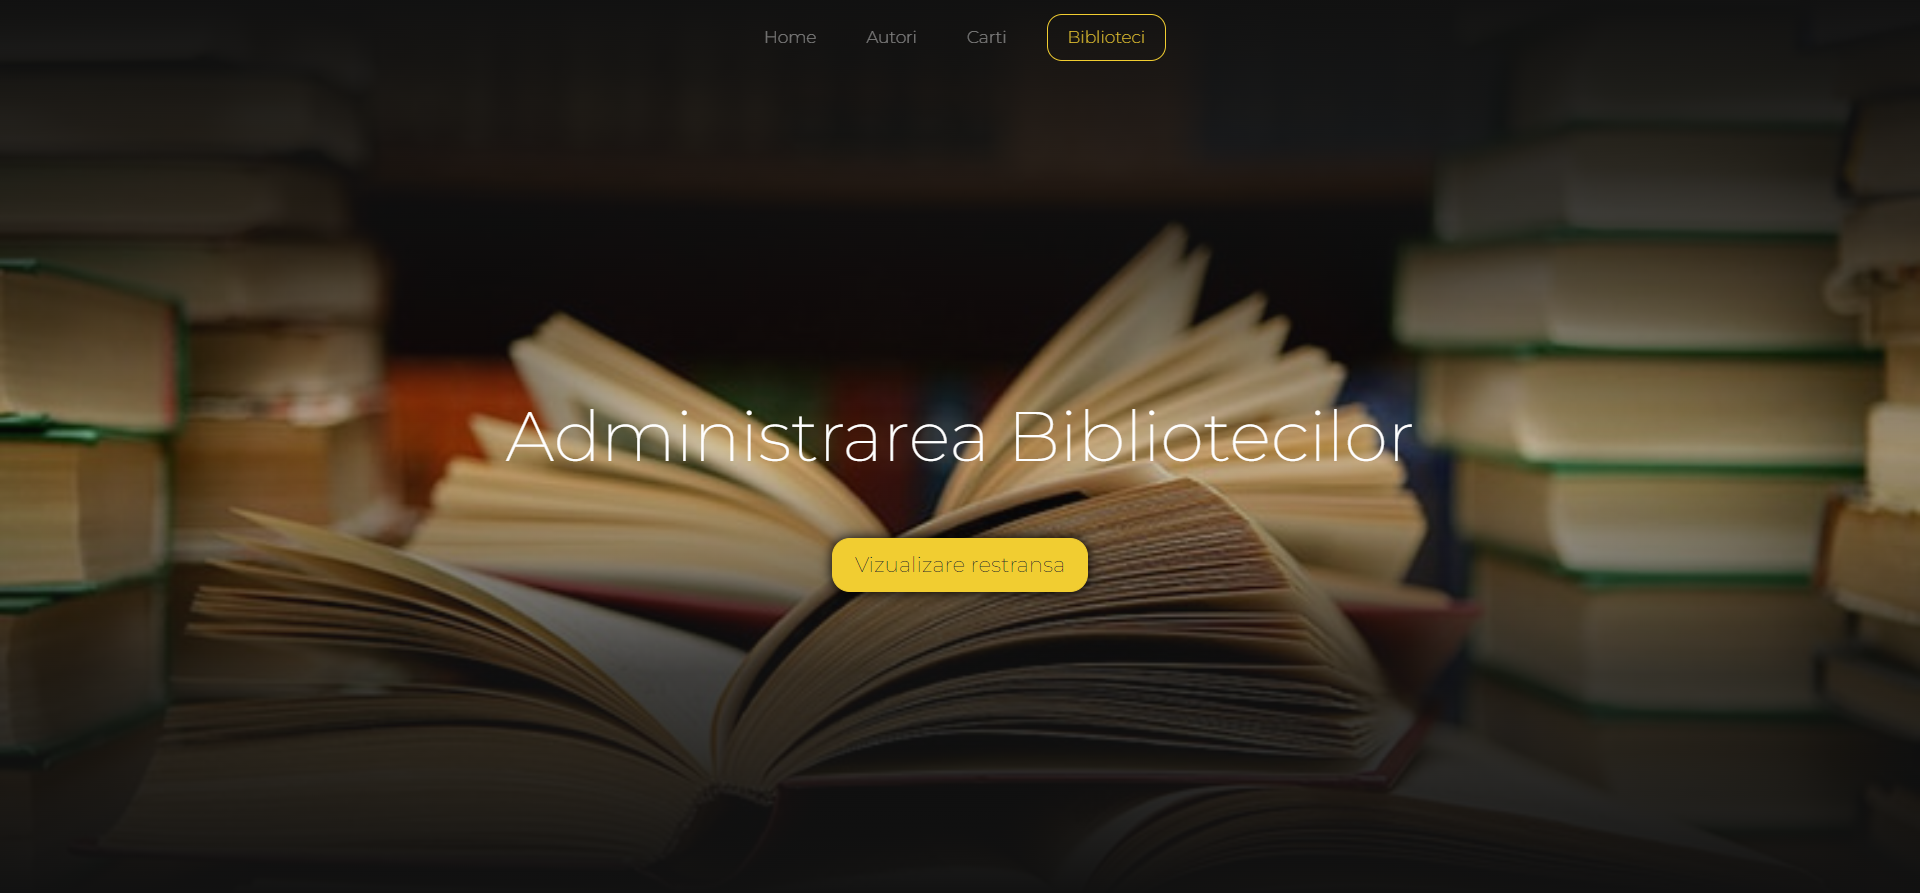 Home Autori Carti Biblioteci
Administrarea Bibliotecilor
Vizualizare restransa